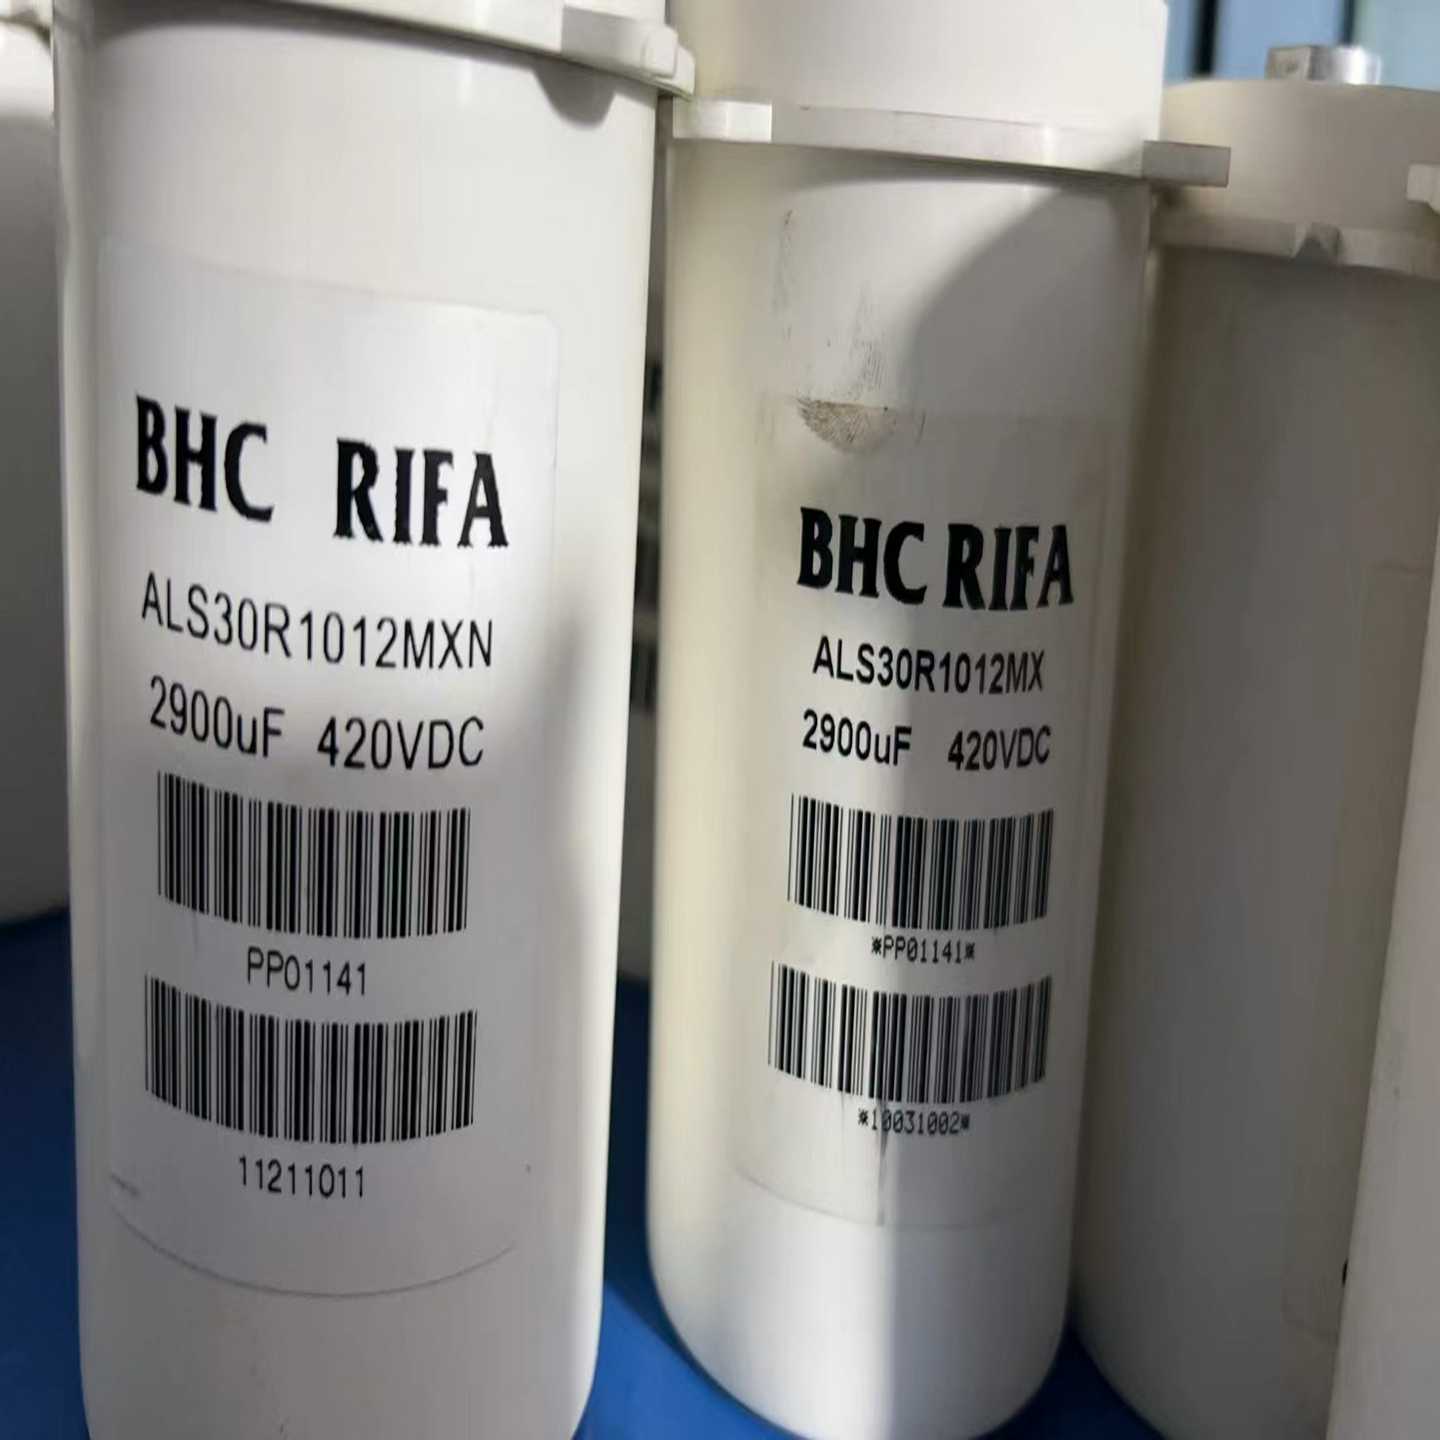 BHC RIFA
ALS30R1012MXN
2900uF 420VDC
PP01141
11211011
BHC RIFA
ALS30R1012MX
2900uF 420VDC
*PP01141*
*10031002*